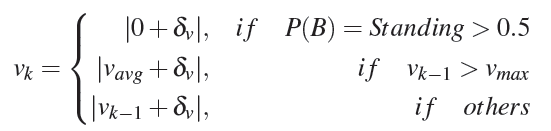 |0 + δ_v|, if P(B) = Standing > 0.5
v_k = { |v_avg + δ_v|, if v_{k−1} > v_max
|v_{k−1} + δ_v|, if others